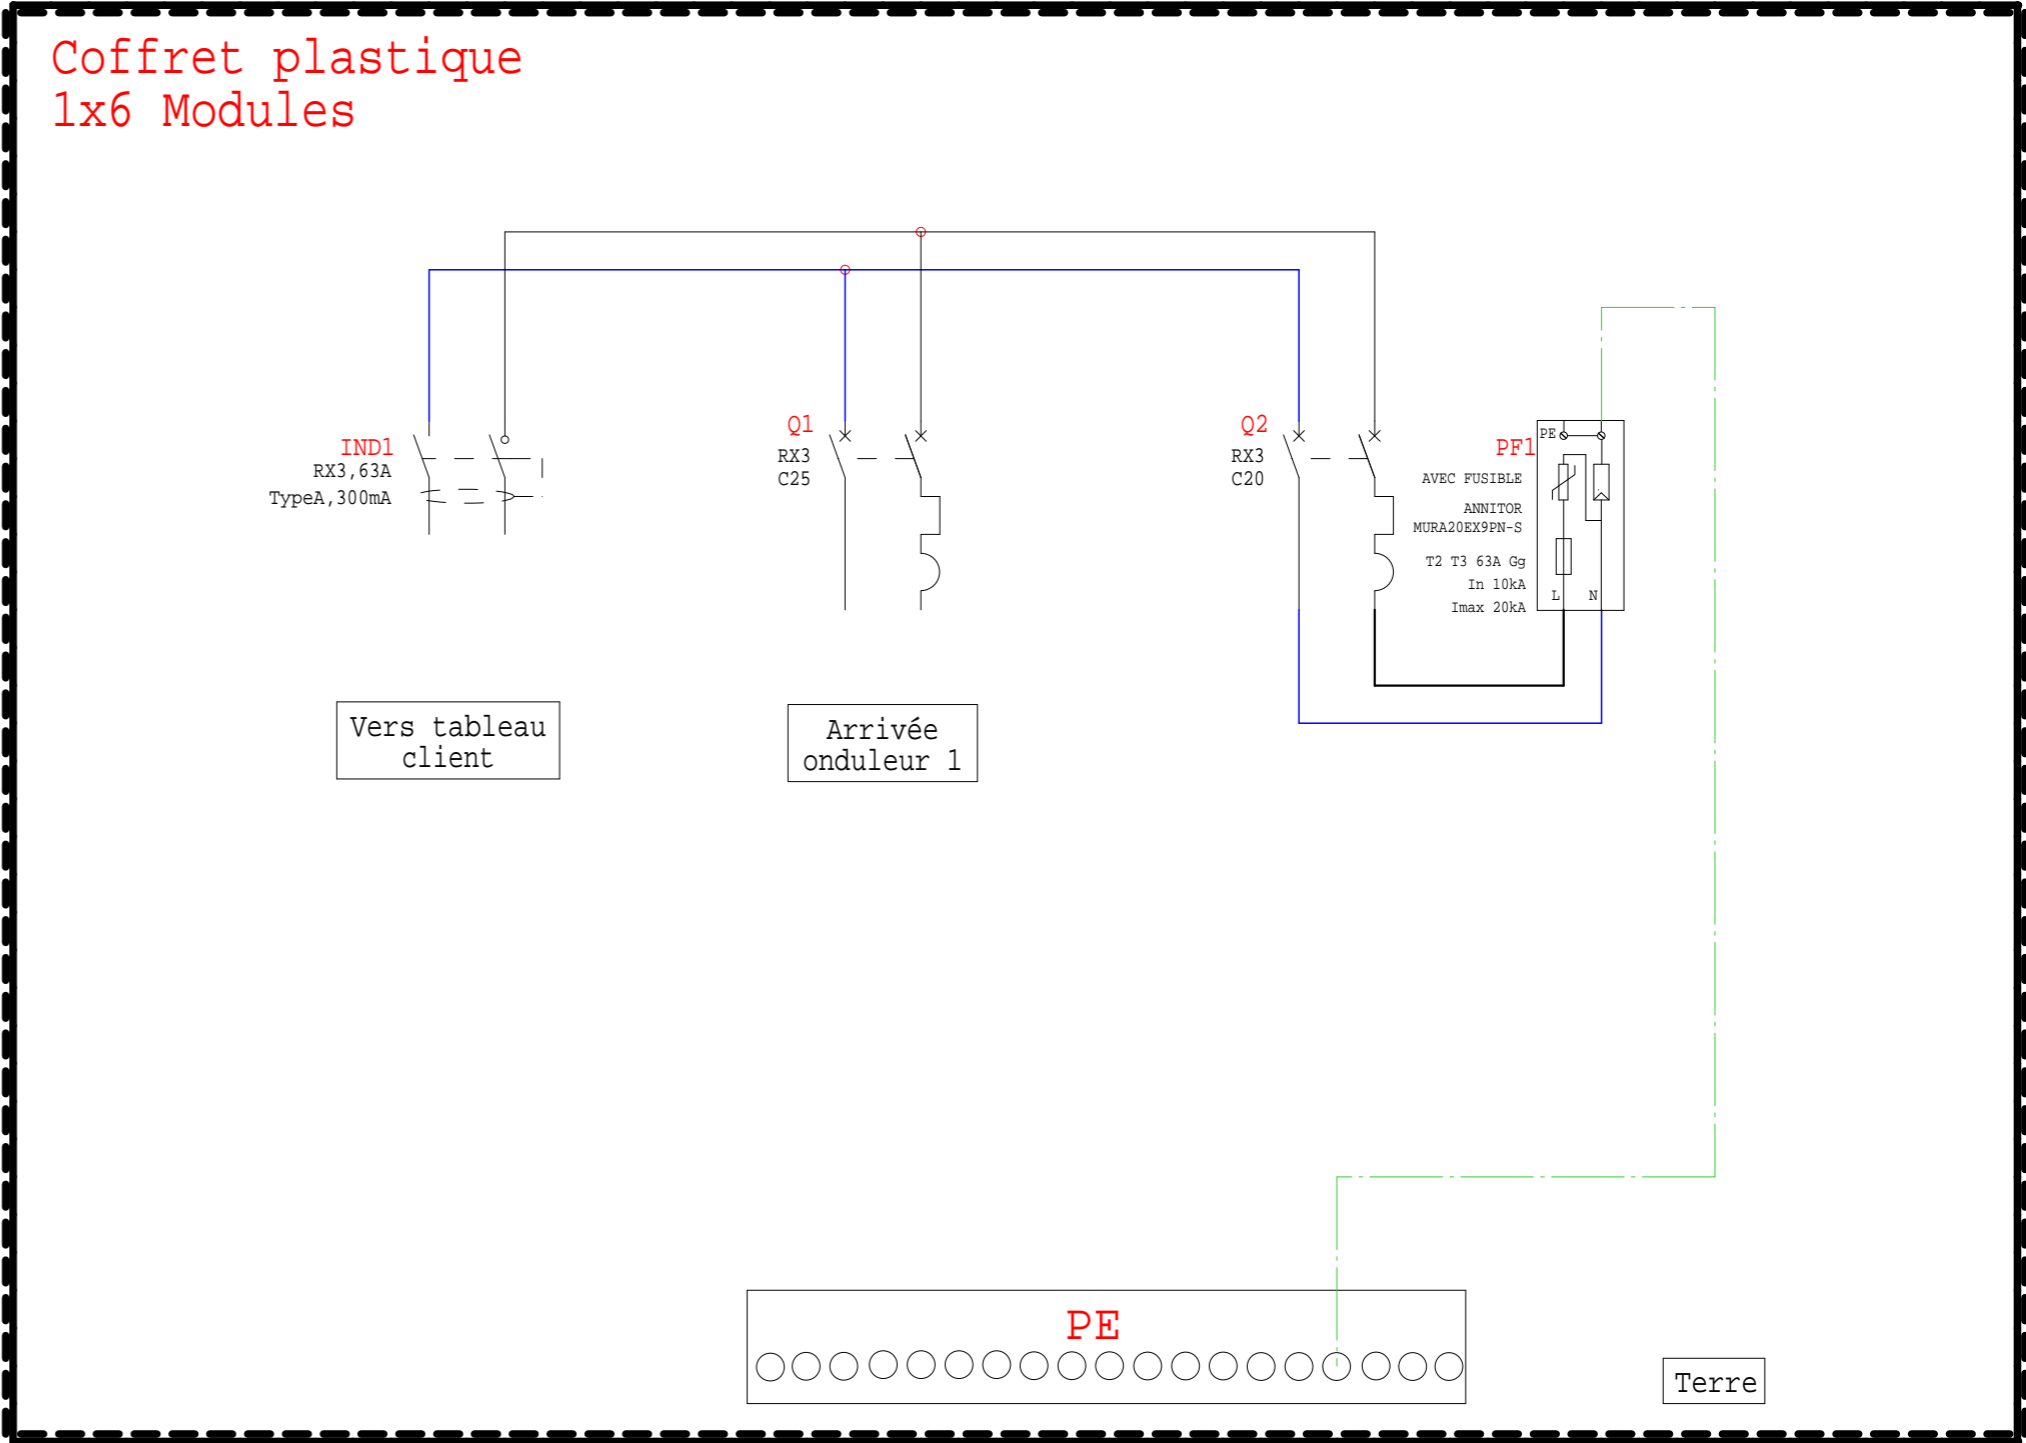 Coffret plastique
1x6 Modules
IND1
RX3,63A
TypeA,300mA
Q1
RX3
C25
Q2
RX3
C20
PF1
AVEC FUSIBLE
ANNITOR
MURA20EX9PN-S
T2 T3 63A Gg
In 10kA
Imax 20kA
PE
L N
Vers tableau
client
Arrivée
onduleur 1
PE
Terre